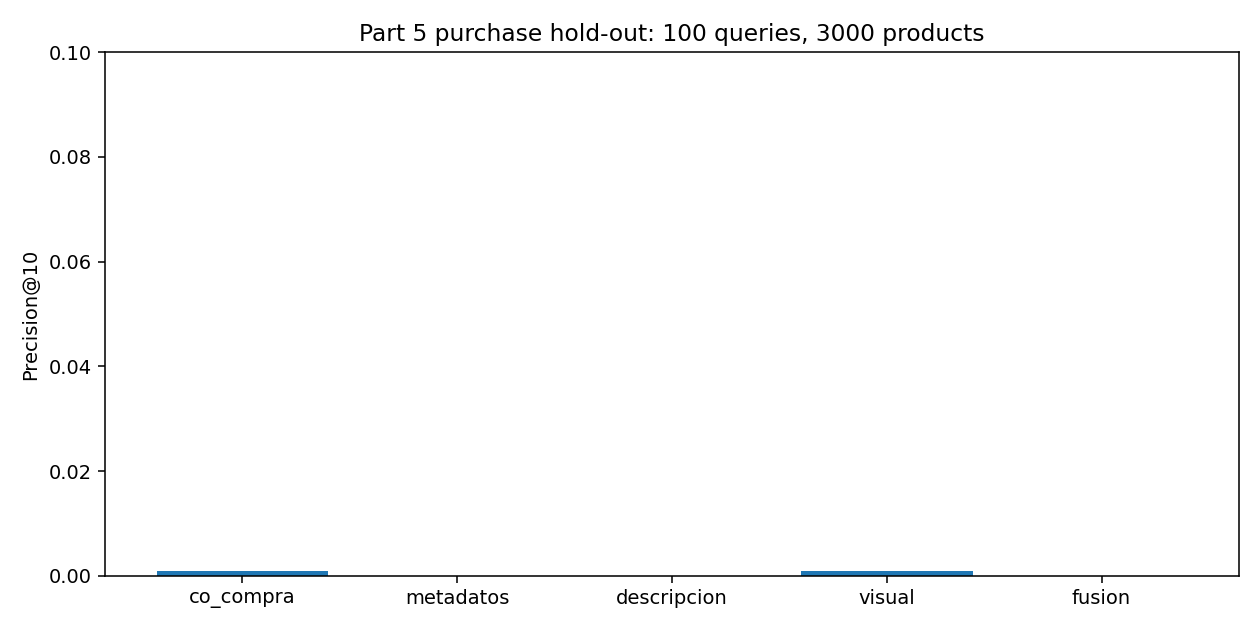 Part 5 purchase hold-out: 100 queries, 3000 products
Precision@10
0.10
0.08
0.06
0.04
0.02
0.00
co_compra metadatos descripcion visual fusion